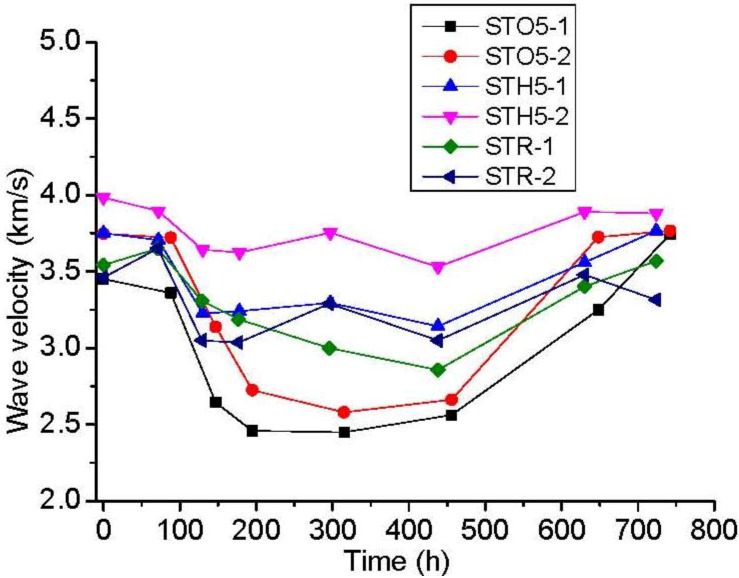 STO5-1
STO5-2
STH5-1
STH5-2
STR-1
STR-2
Wave velocity (km/s)
5.0
4.5
4.0
3.5
3.0
2.5
2.0
0 100 200 300 400 500 600 700 800
Time (h)